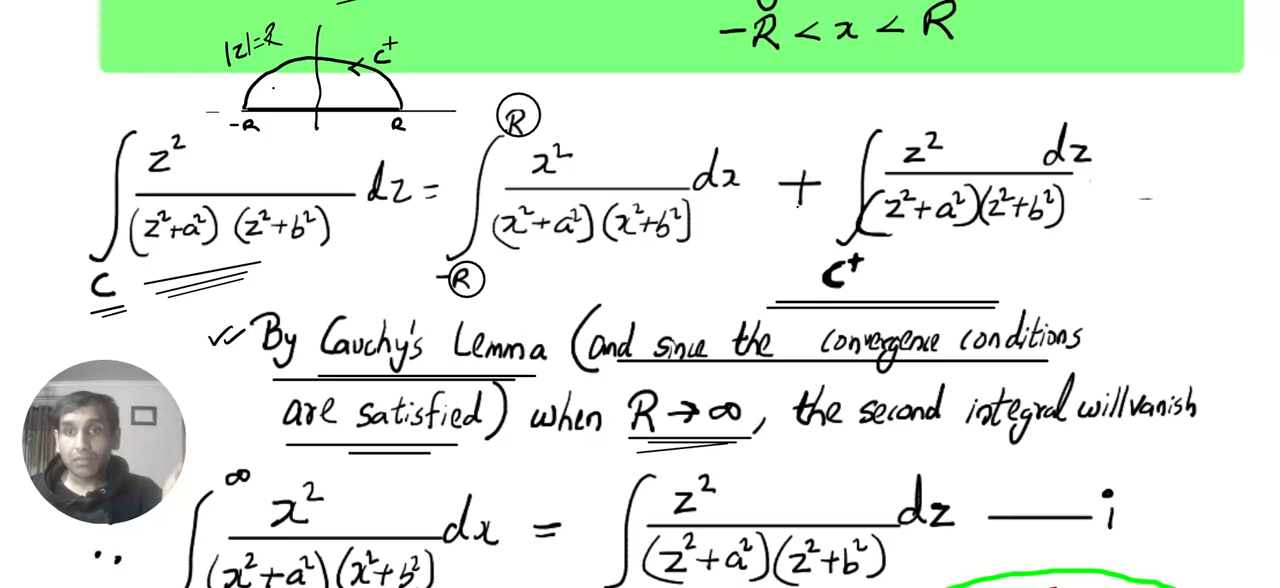 -R < x < R
|z|=R
C⁺
-R R
∫_C z²/((z²+a²)(z²+b²)) dz = ∫_{-R}^{R} x²/((x²+a²)(x²+b²)) dx + ∫_{C⁺} z² dz/((z²+a²)(z²+b²))
By Cauchy's Lemma (and since the convergence conditions
are satisfied) when R→∞, the second integral will vanish
∵ ∫^∞ x²/((x²+a²)(x²+b²)) dx = ∫ z²/((z²+a²)(z²+b²)) dz — i